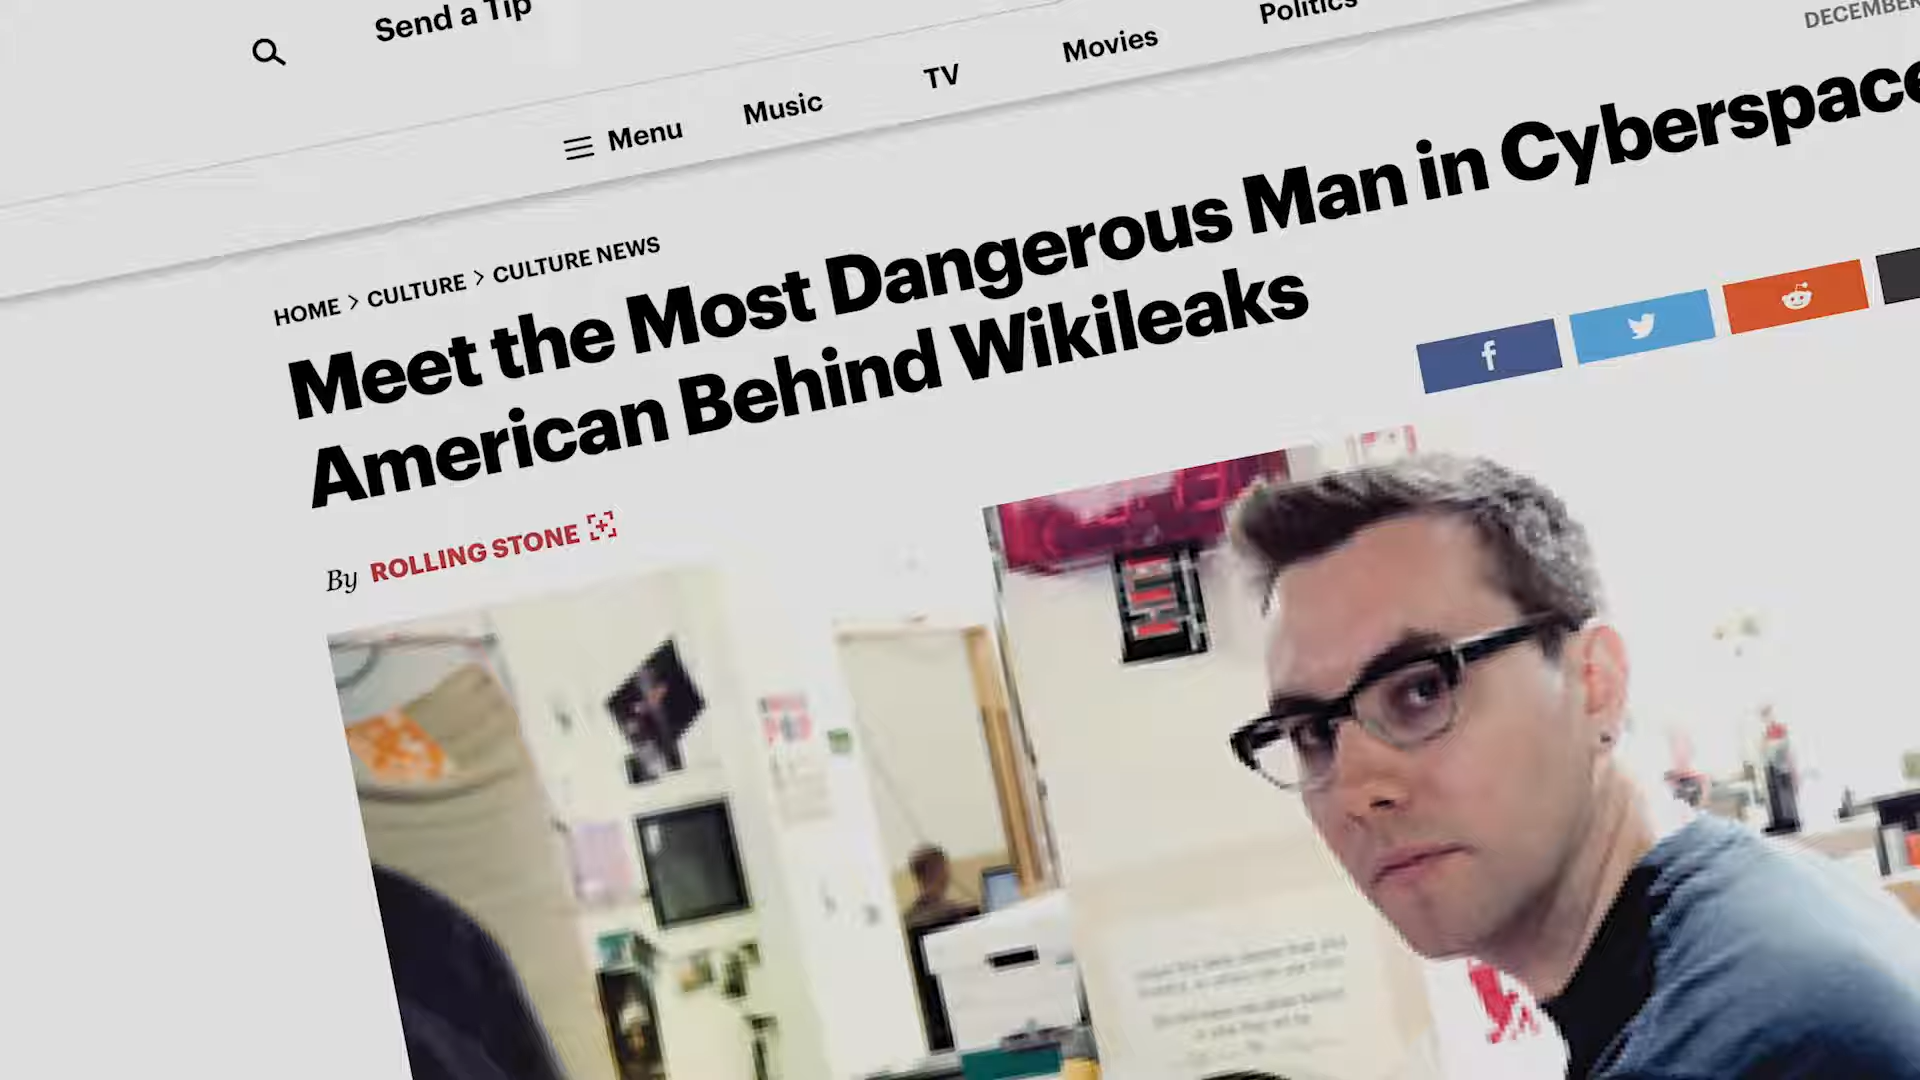 Send a Tip
Menu
Music
TV
Movies
Politics
DECEMBER
HOME > CULTURE > CULTURE NEWS
Meet the Most Dangerous Man in Cyberspace
American Behind Wikileaks
By ROLLING STONE